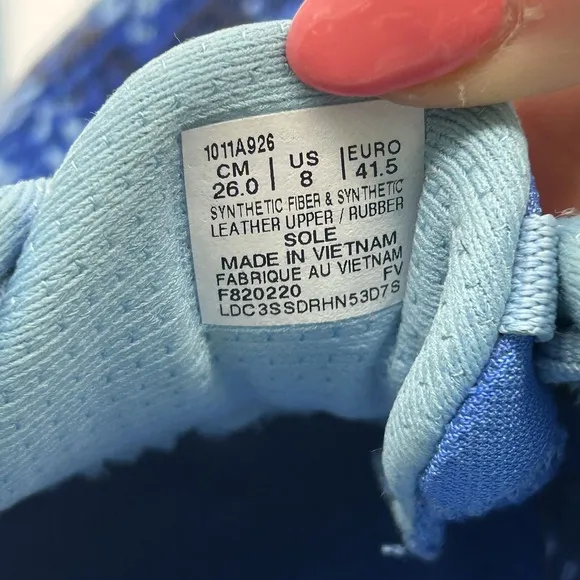 1011A926
CM | US | EURO
26.0 8 41.5
SYNTHETIC FIBER & SYNTHETIC
LEATHER UPPER / RUBBER
SOLE
MADE IN VIETNAM
FABRIQUE AU VIETNAM
F820220 FV
LDC3SSDRHN53D7S